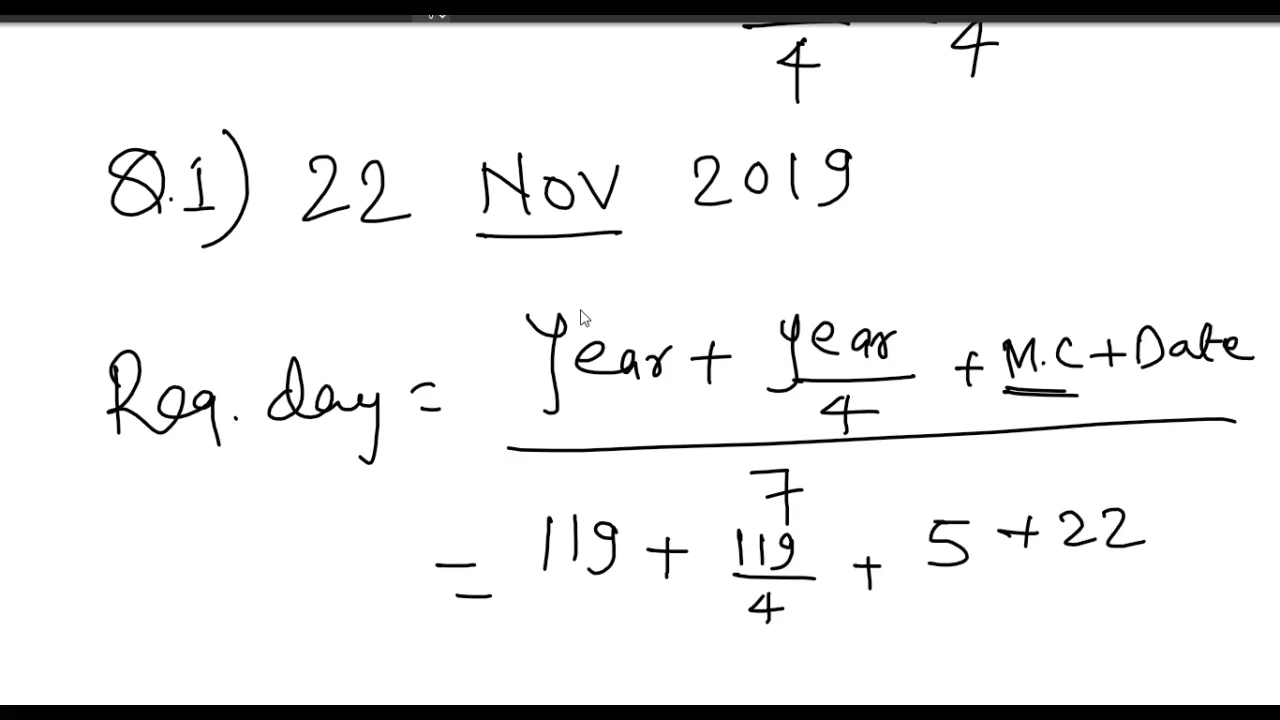 4 4
Q.1) 22 Nov 2019
Req. day = year + year/4 + M.C + Date
7
= 119 + 119/4 + 5 + 22